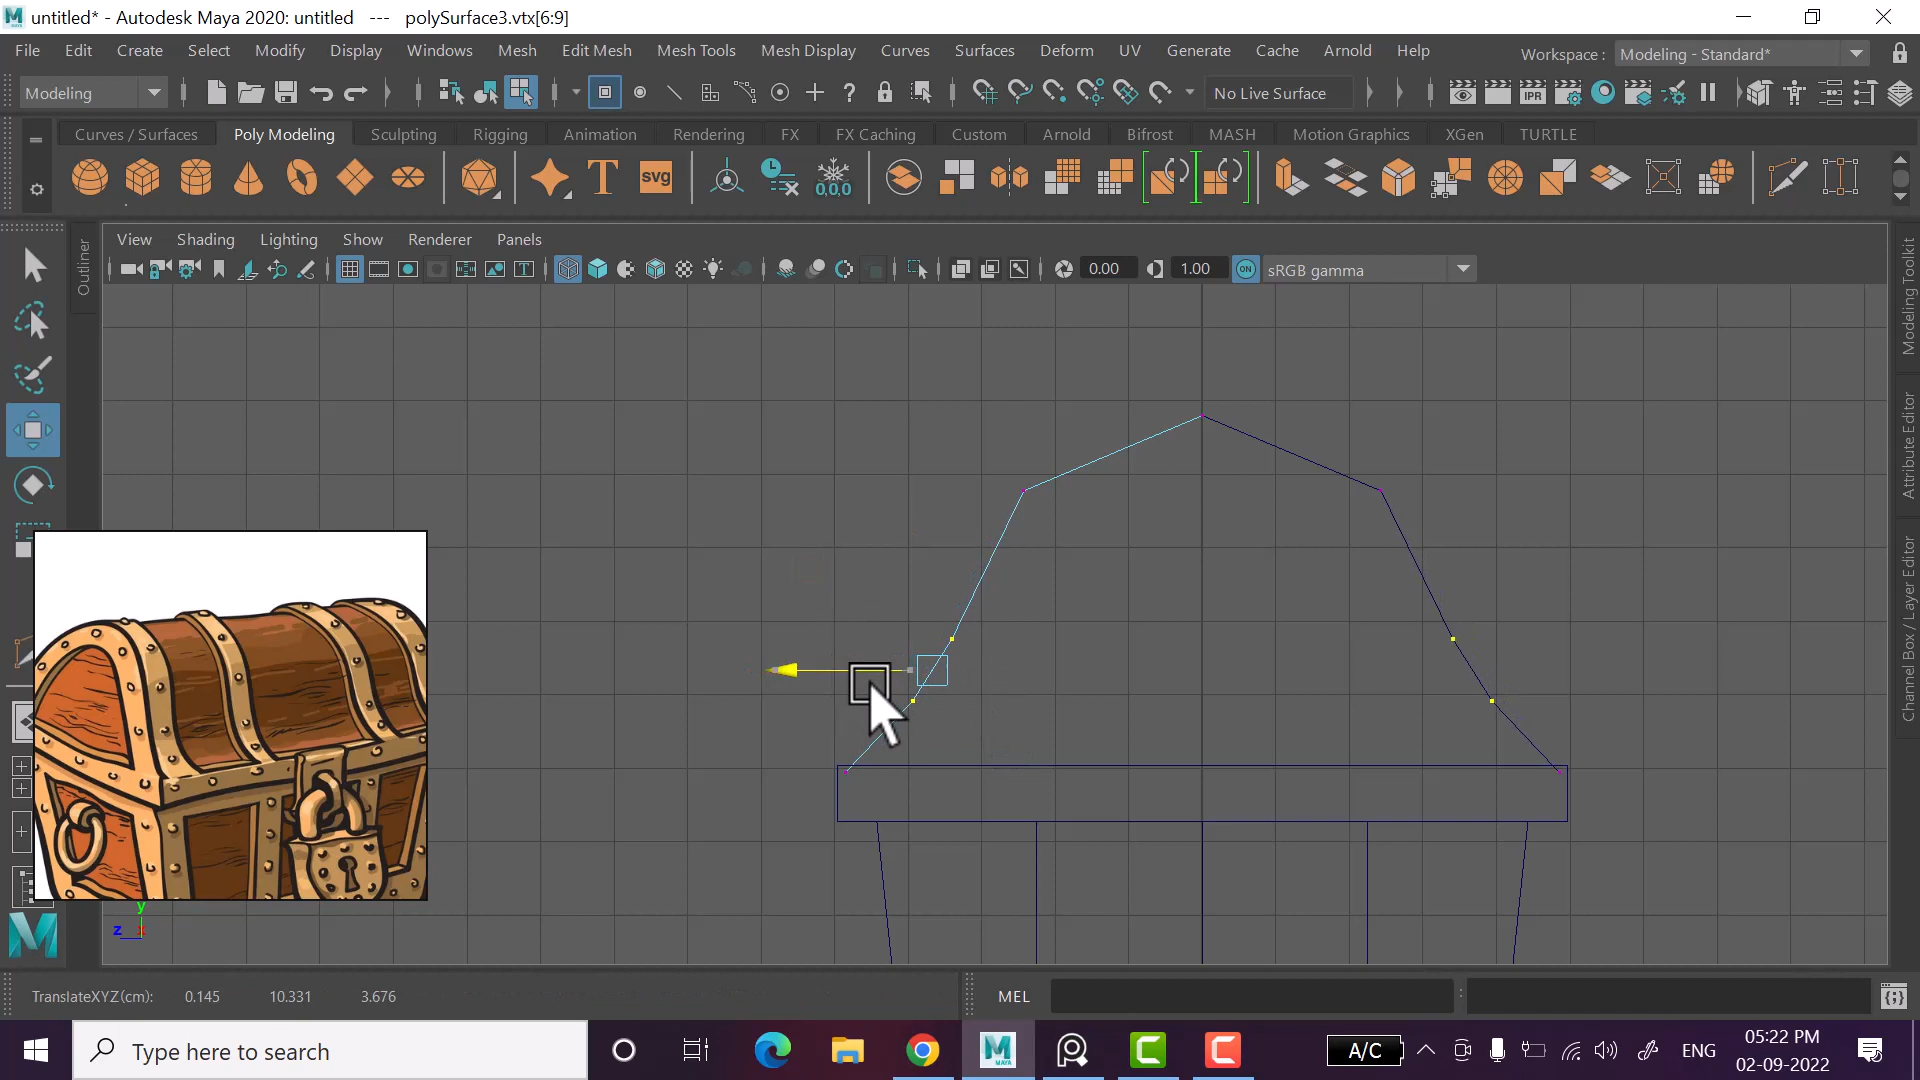 untitled* - Autodesk Maya 2020: untitled --- polySurface3.vtx[6:9]
File Edit Create Select Modify Display Windows Mesh Edit Mesh Mesh Tools Mesh Display Curves Surfaces Deform UV Generate Cache Arnold Help Workspace : Modeling - Standard*
Modeling No Live Surface IPR
Curves / Surfaces Poly Modeling Sculpting Rigging Animation Rendering FX FX Caching Custom Arnold Bifrost MASH Motion Graphics XGen TURTLE
T svg 0,0,0
View Shading Lighting Show Renderer Panels
0.00 1.00 ON sRGB gamma
Outliner
Modeling Toolkit
Attribute Editor
Channel Box / Layer Editor
y
z x
TranslateXYZ(cm): 0.145 10.331 3.676 MEL :
Type here to search
MAYA
A/C
ENG
05:22 PM
02-09-2022